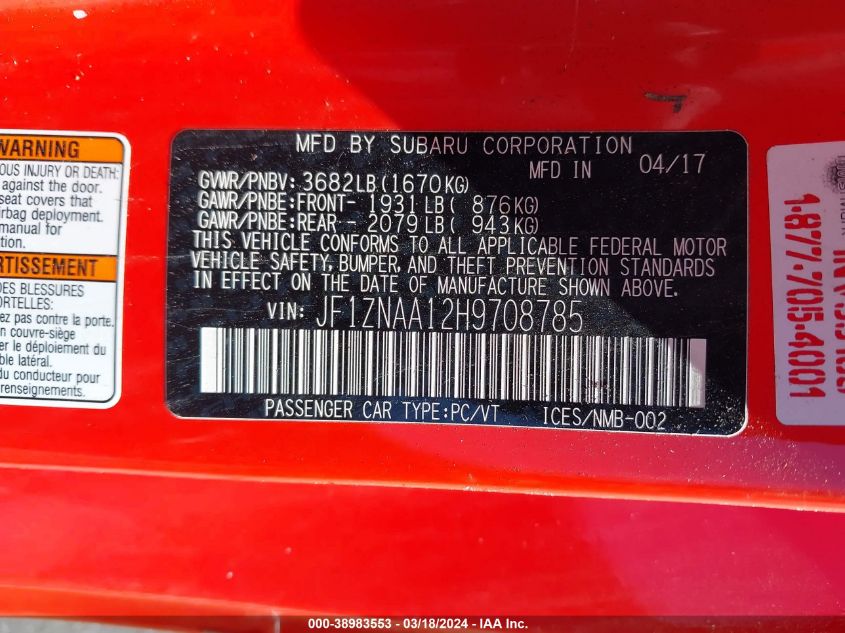 WARNING
OUS INJURY OR DEATH:
against the door.
seat covers that
irbag deployment.
manual for
tion.
ERTISSEMENT
DES BLESSURES
ORTELLES:
yez pas contre la porte.
un couvre-siège
le déploiement du
ble latéral.
du conducteur pour
renseignements.
MFD BY SUBARU CORPORATION
MFD IN 04/17
GVWR/PNBV: 3682LB(1670KG)
GAWR/PNBE:FRONT- 1931LB( 876KG)
GAWR/PNBE:REAR - 2079LB( 943KG)
THIS VEHICLE CONFORMS TO ALL APPLICABLE FEDERAL MOTOR
VEHICLE SAFETY, BUMPER, AND THEFT PREVENTION STANDARDS
IN EFFECT ON THE DATE OF MANUFACTURE SHOWN ABOVE.
VIN: JF1ZNAA12H9708785
PASSENGER CAR TYPE:PC/VT ICES/NMB-002
1-877-705-4001
000-38983553 - 03/18/2024 - IAA Inc.